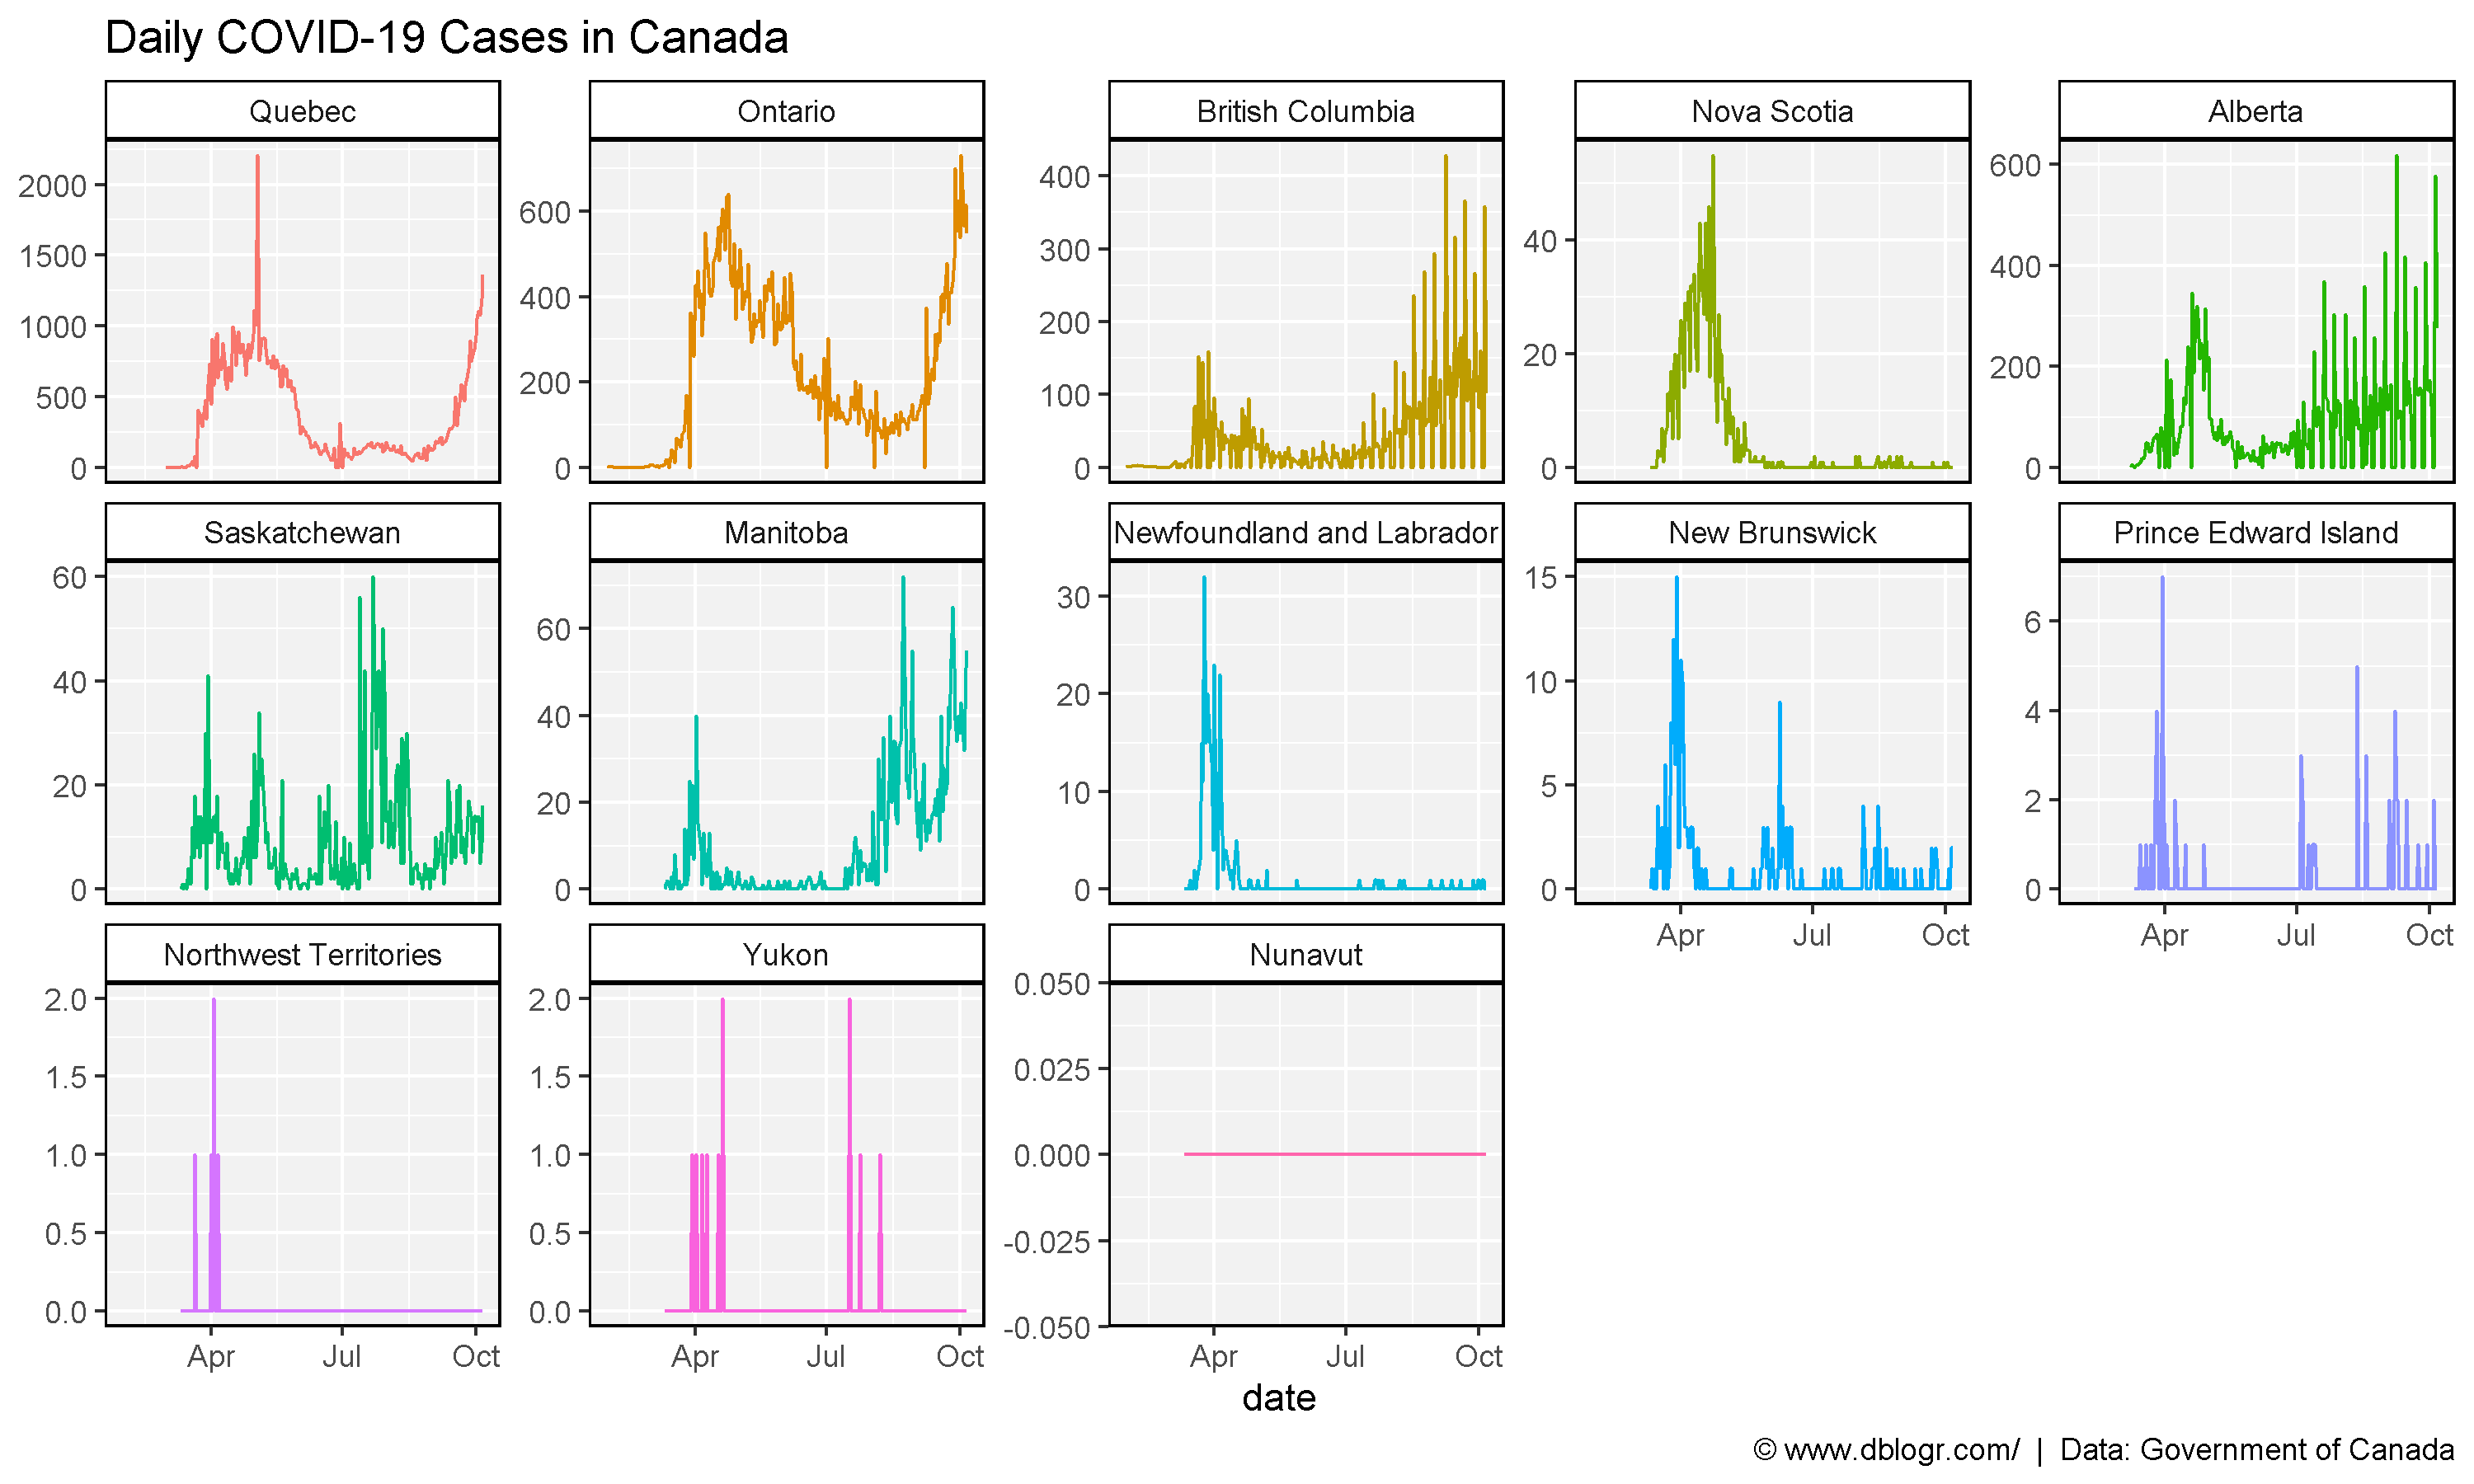 Daily COVID-19 Cases in Canada
Quebec
Ontario
British Columbia
Nova Scotia
Alberta
2000
1500
1000
500
0
600
400
200
0
400
300
200
100
0
40
20
0
600
400
200
0
Saskatchewan
Manitoba
Newfoundland and Labrador
New Brunswick
Prince Edward Island
60
40
20
0
60
40
20
0
30
20
10
0
15
10
5
0
6
4
2
0
Apr Jul Oct
Apr Jul Oct
Northwest Territories
Yukon
Nunavut
2.0
1.5
1.0
0.5
0.0
2.0
1.5
1.0
0.5
0.0
0.050
0.025
0.000
-0.025
-0.050
Apr Jul Oct
Apr Jul Oct
Apr Jul Oct
date
© www.dblogr.com/ | Data: Government of Canada